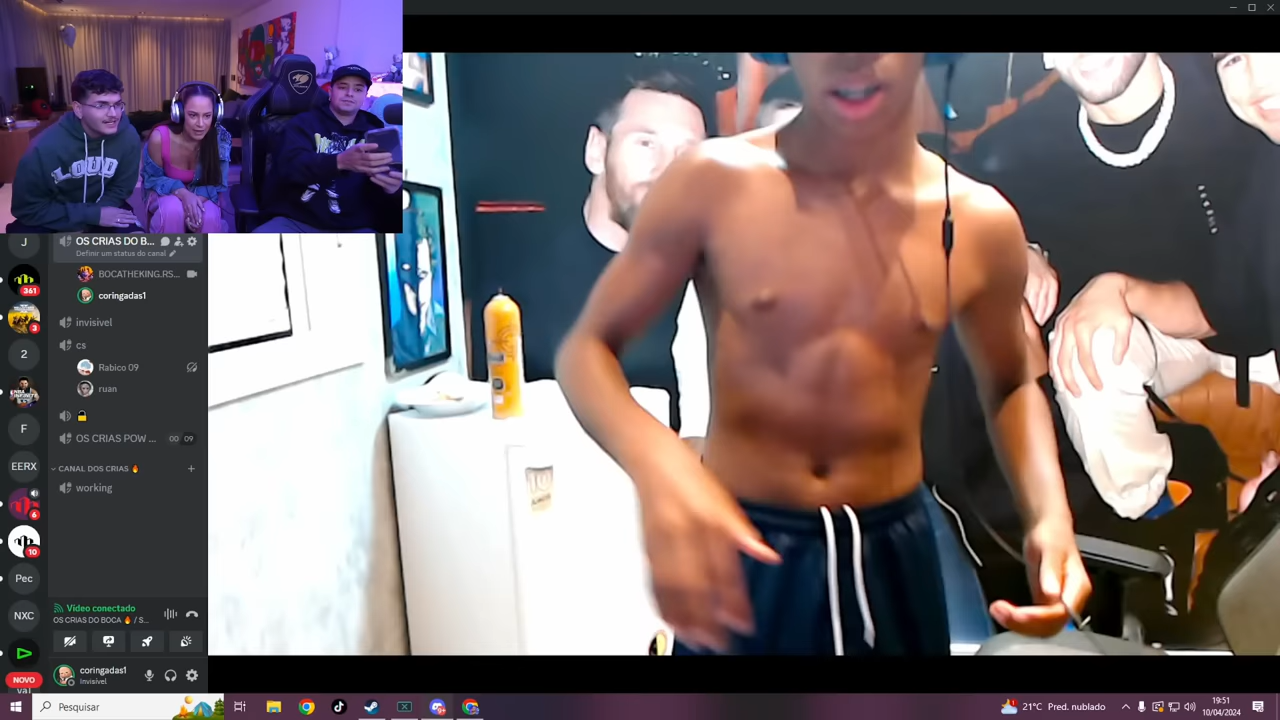 LOUD
J
OS CRIAS DO B...
Definir um status do canal
361
BOCATHEKING.RS...
coringadas1
3
invisivel
cs
2
Rabico 09
ruan
F
OS CRIAS POW ...
00
09
EERX
CANAL DOS CRIAS 🔥
working
6
10
Pec
Vídeo conectado
OS CRIAS DO BOCA 🔥 / S...
NXC
coringadas1
Invisível
NOVO
val
10
Pesquisar
21°C Pred. nublado
19:51
10/04/2024